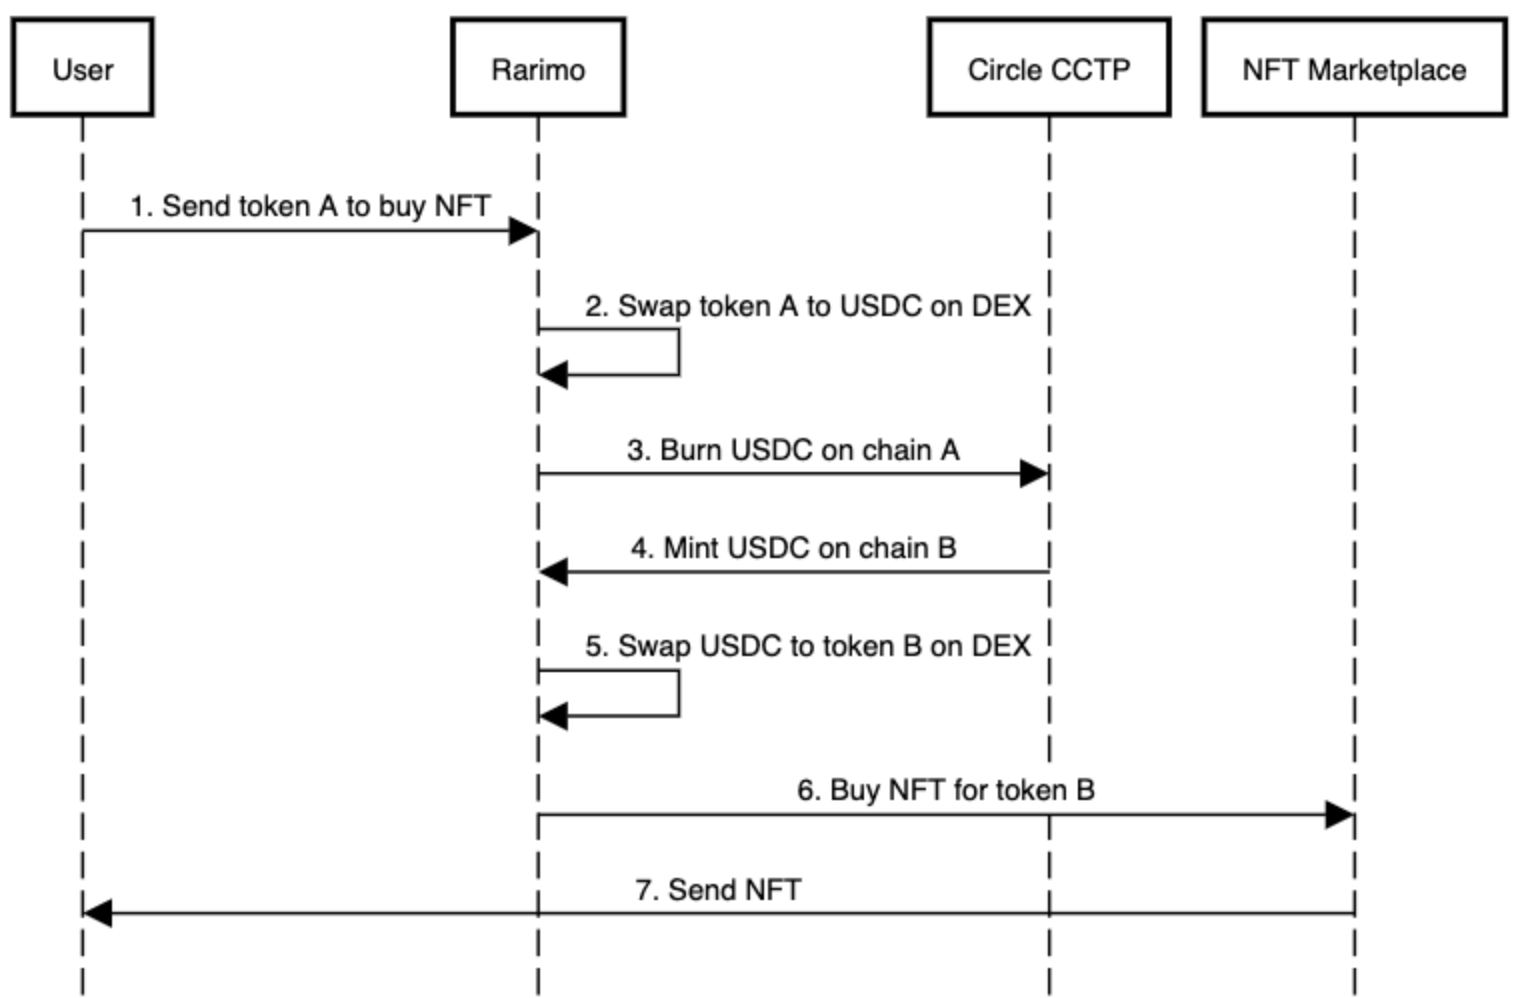 User
Rarimo
Circle CCTP
NFT Marketplace
1. Send token A to buy NFT
2. Swap token A to USDC on DEX
3. Burn USDC on chain A
4. Mint USDC on chain B
5. Swap USDC to token B on DEX
6. Buy NFT for token B
7. Send NFT